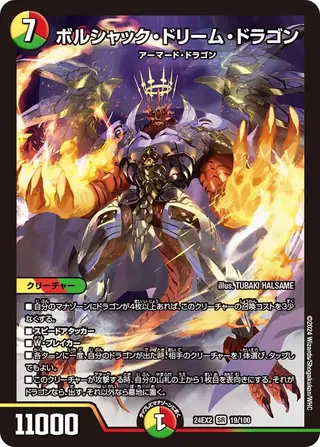 7
ボルシャック・ドリーム・ドラゴン
アーマード・ドラゴン
クリーチャー
illus. TUBAKI HALSAME
■自分のマナゾーンにドラゴンが4枚以上あれば、このクリーチャーの召喚コストを3少
なくする。
■スピードアタッカー
■W・ブレイカー
■各ターンに一度、自分のドラゴンが出た時、相手のクリーチャーを1体選び、タップし
てもよい。
■このクリーチャーが攻撃する時、自分の山札の上から1枚目を表向きにする。それがド
ラゴンなら、出す。それ以外なら墓地に置く。
11000
1
24EX2 SR 19/100
©2024 Wizards/Shogakukan/WHC